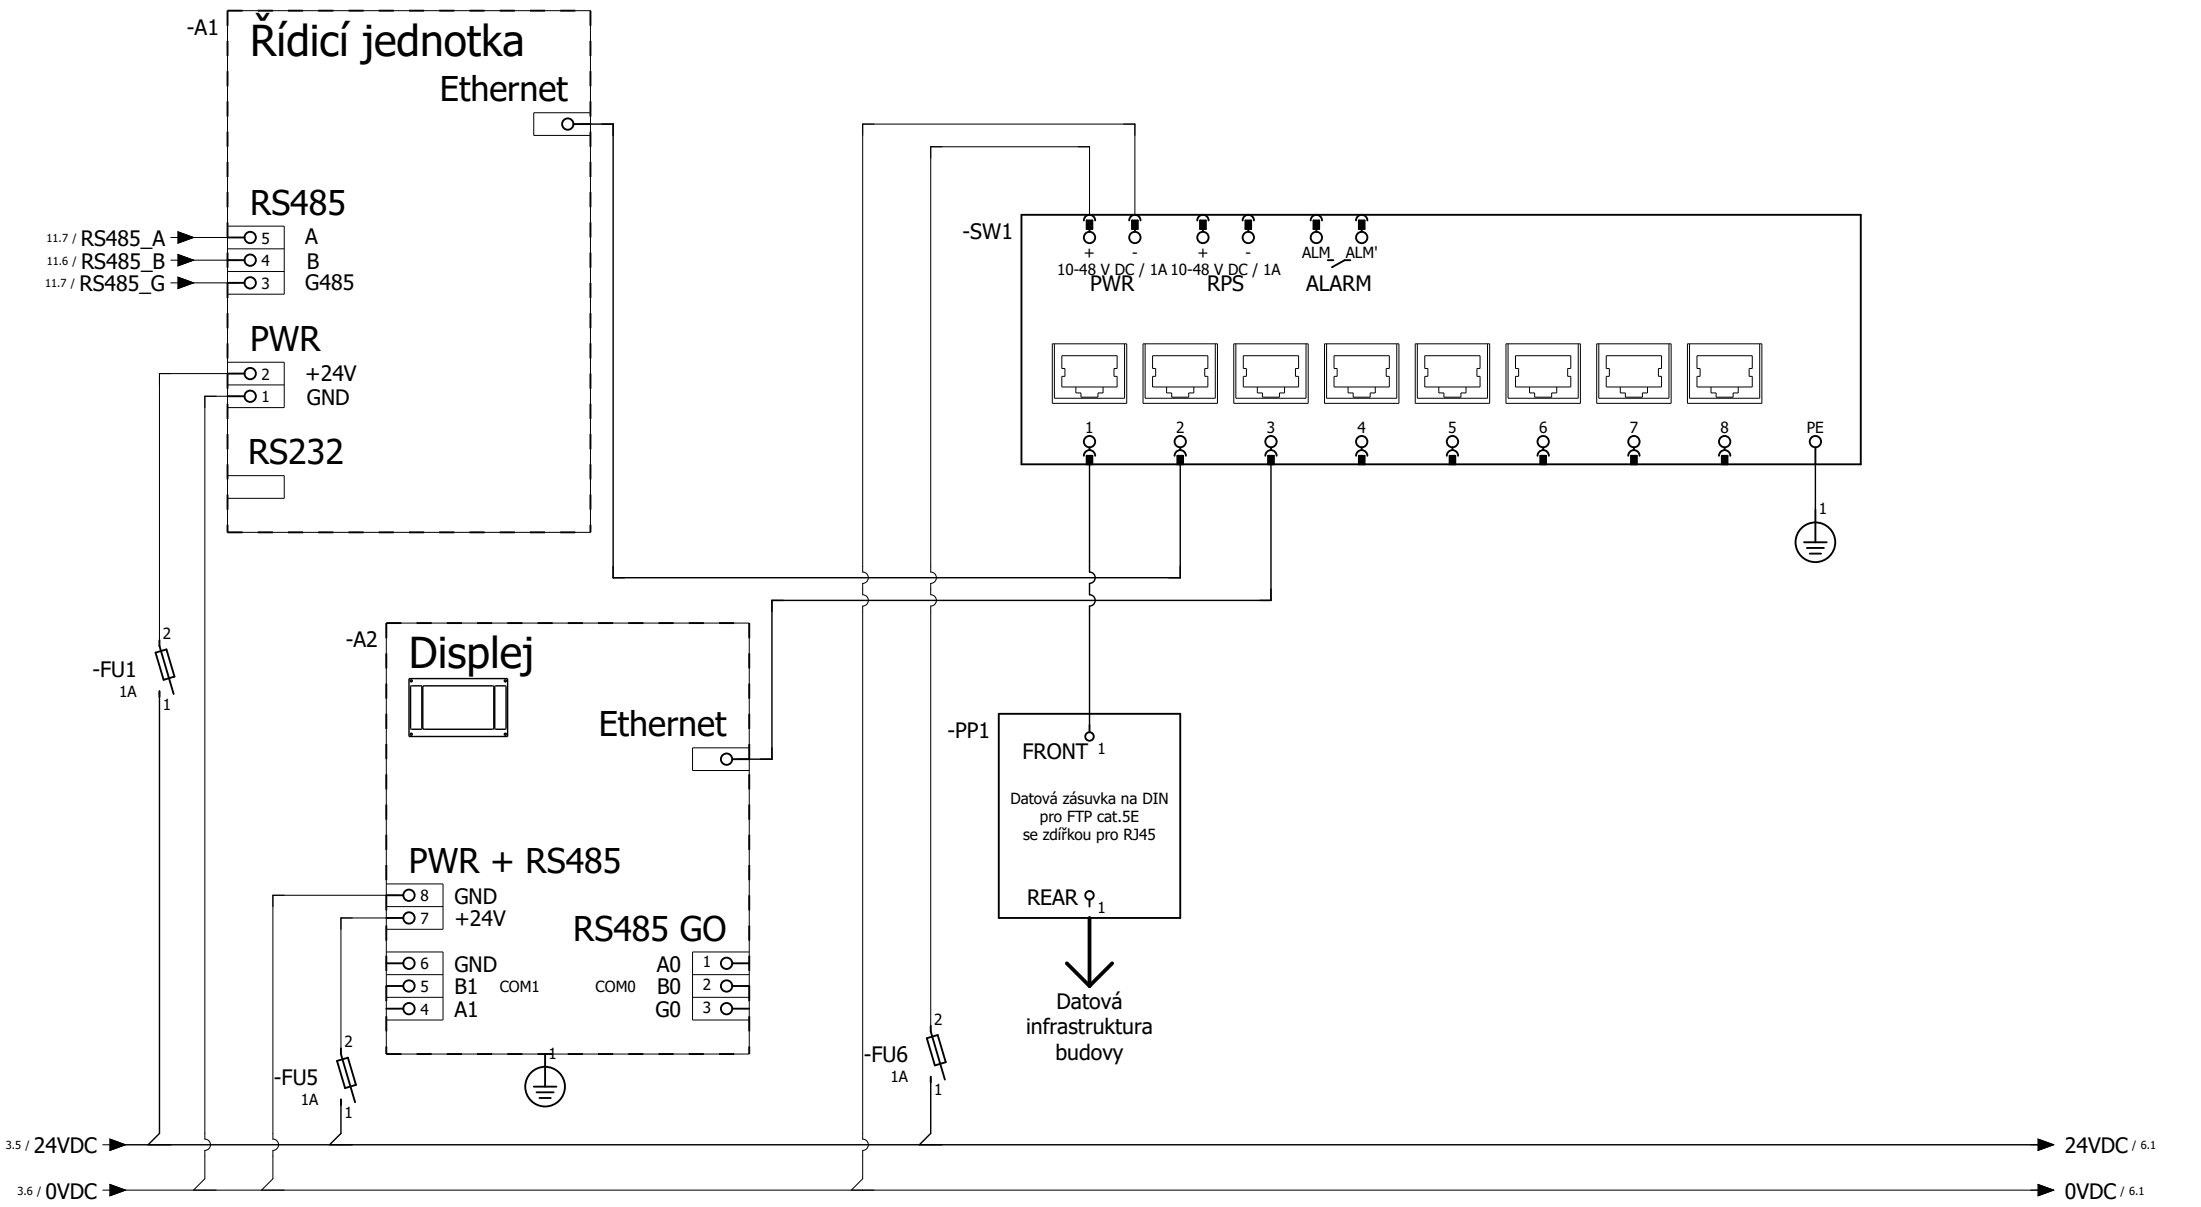 -A1
Řídicí jednotka
Ethernet
RS485
11.7 / RS485_A
5 A
11.6 / RS485_B
4 B
11.7 / RS485_G
3 G485
PWR
2 +24V
1 GND
RS232
-SW1
+ - + - ALM ALM'
10-48 V DC / 1A 10-48 V DC / 1A
PWR RPS ALARM
1 2 3 4 5 6 7 8 PE
1
2
-FU1
1A
1
-A2
Displej
Ethernet
PWR + RS485
8 GND
7 +24V
RS485 GO
6 GND
5 B1 COM1
4 A1
A0 1
COM0 B0 2
G0 3
1
2
-FU5
1A
1
-PP1
FRONT 1
Datová zásuvka na DIN
pro FTP cat.5E
se zdířkou pro RJ45
REAR 1
Datová
infrastruktura
budovy
2
-FU6
1A
1
3.5 / 24VDC
24VDC / 6.1
3.6 / 0VDC
0VDC / 6.1